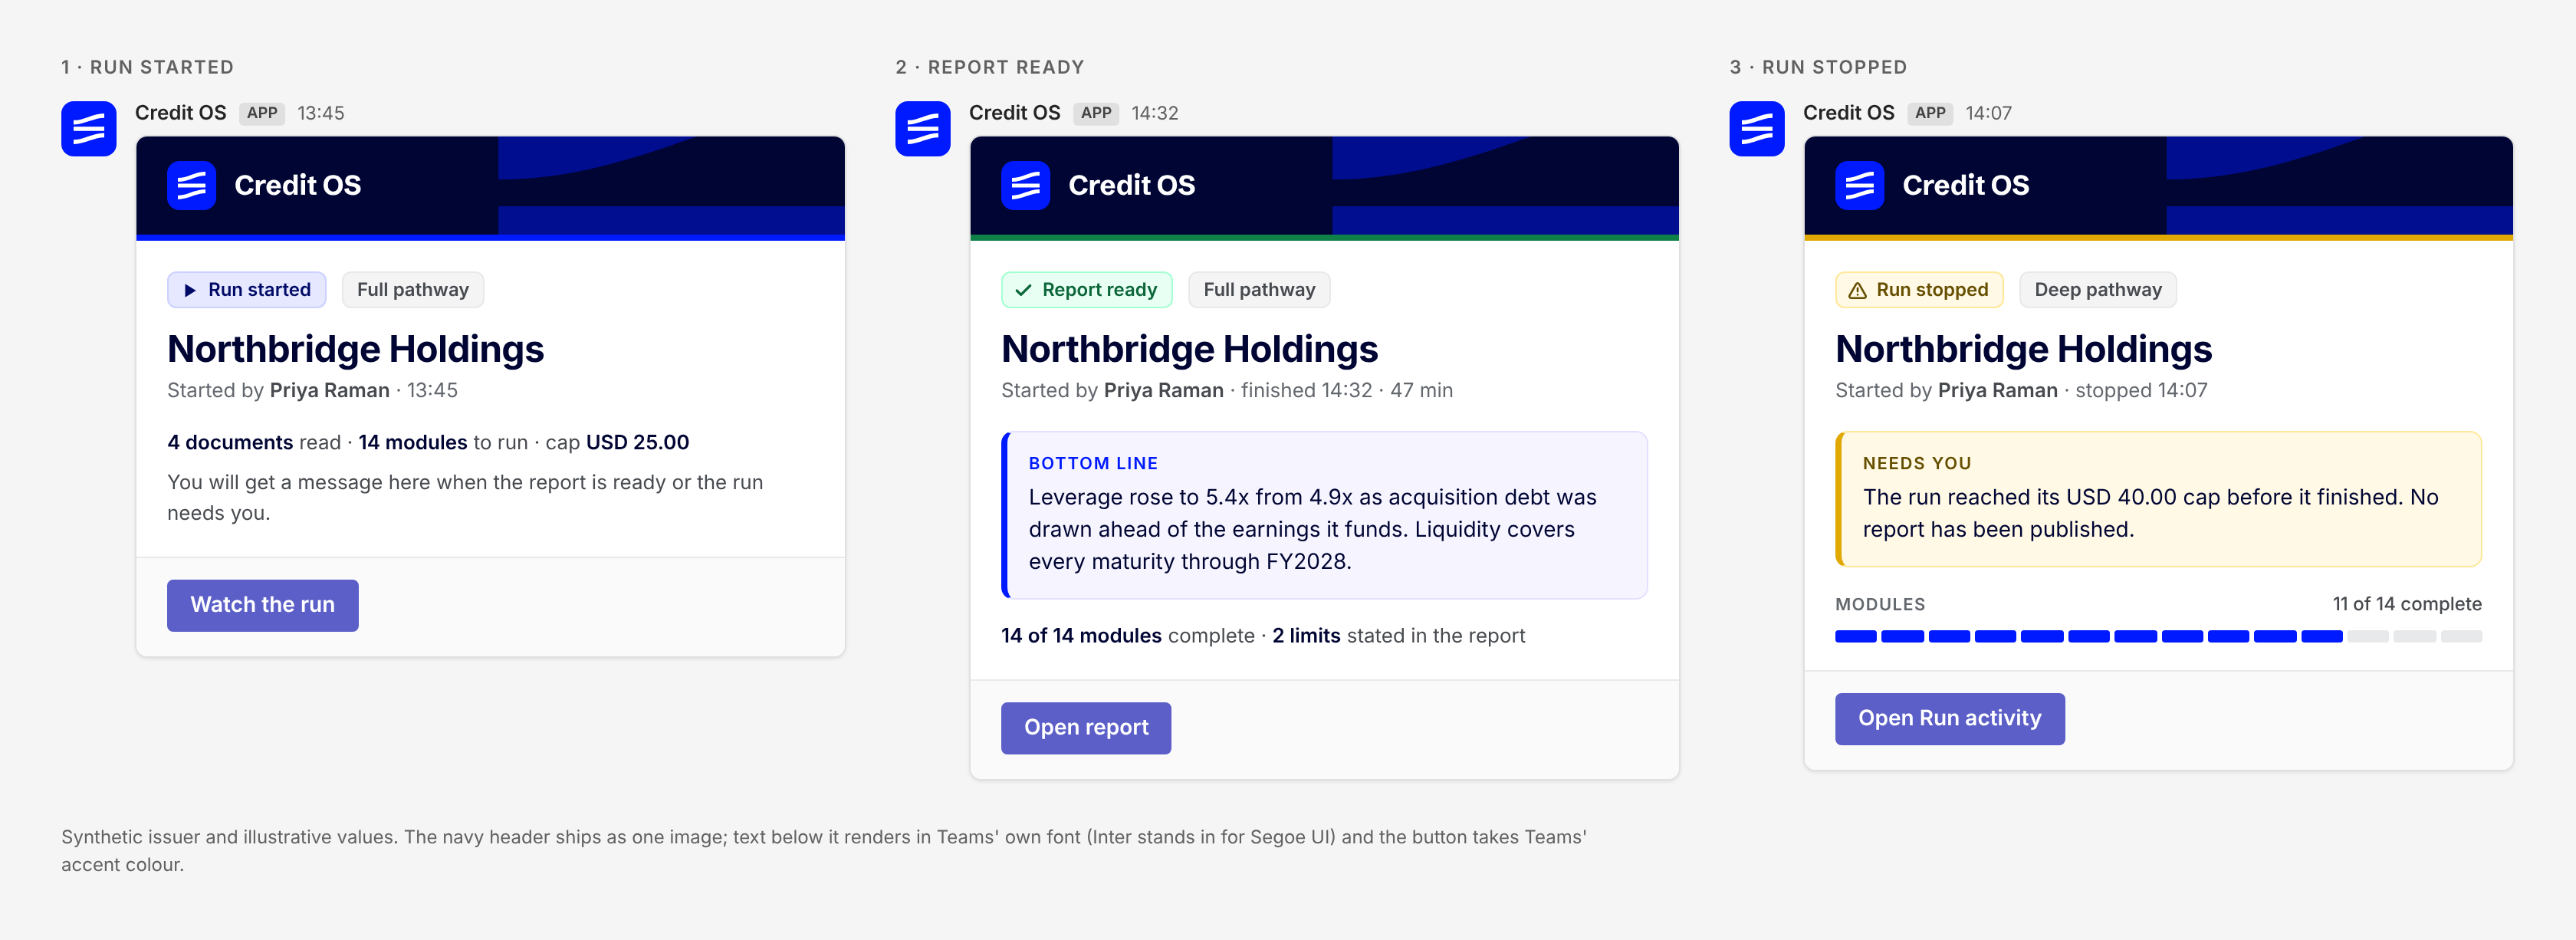 1 · RUN STARTED
Credit OS APP 13:45
Credit OS
Run started Full pathway
Northbridge Holdings
Started by Priya Raman · 13:45
4 documents read · 14 modules to run · cap USD 25.00
You will get a message here when the report is ready or the run
needs you.
Watch the run
2 · REPORT READY
Credit OS APP 14:32
Credit OS
Report ready Full pathway
Northbridge Holdings
Started by Priya Raman · finished 14:32 · 47 min
BOTTOM LINE
Leverage rose to 5.4x from 4.9x as acquisition debt was
drawn ahead of the earnings it funds. Liquidity covers
every maturity through FY2028.
14 of 14 modules complete · 2 limits stated in the report
Open report
3 · RUN STOPPED
Credit OS APP 14:07
Credit OS
Run stopped Deep pathway
Northbridge Holdings
Started by Priya Raman · stopped 14:07
NEEDS YOU
The run reached its USD 40.00 cap before it finished. No
report has been published.
MODULES 11 of 14 complete
Open Run activity
Synthetic issuer and illustrative values. The navy header ships as one image; text below it renders in Teams' own font (Inter stands in for Segoe UI) and the button takes Teams'
accent colour.